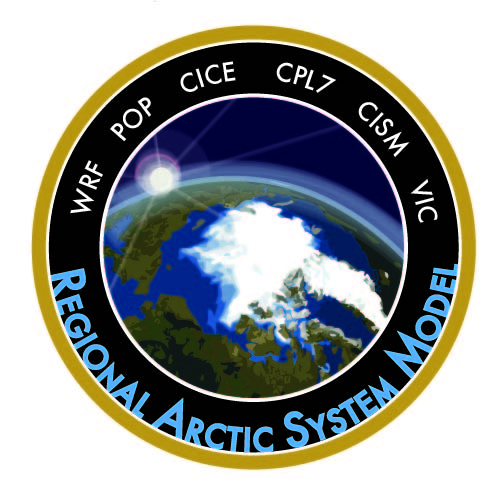 WRF POP CICE CPL7 CISM VIC
REGIONAL ARCTIC SYSTEM MODEL